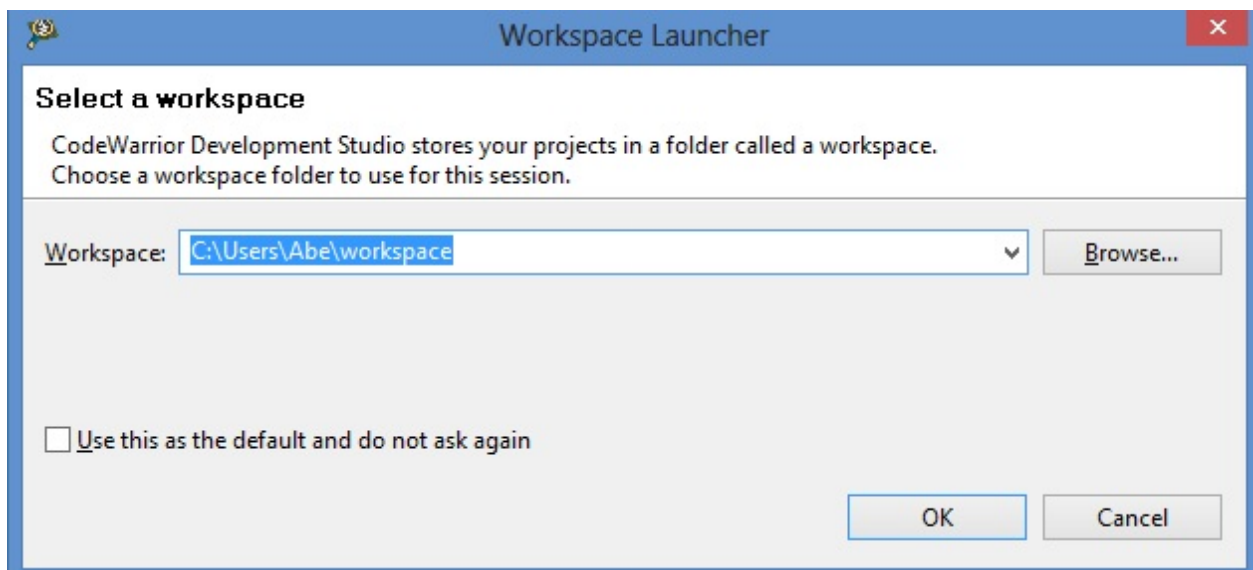 Workspace Launcher
Select a workspace
CodeWarrior Development Studio stores your projects in a folder called a workspace.
Choose a workspace folder to use for this session.
Workspace: C:\Users\Abe\workspace Browse...
Use this as the default and do not ask again
OK Cancel